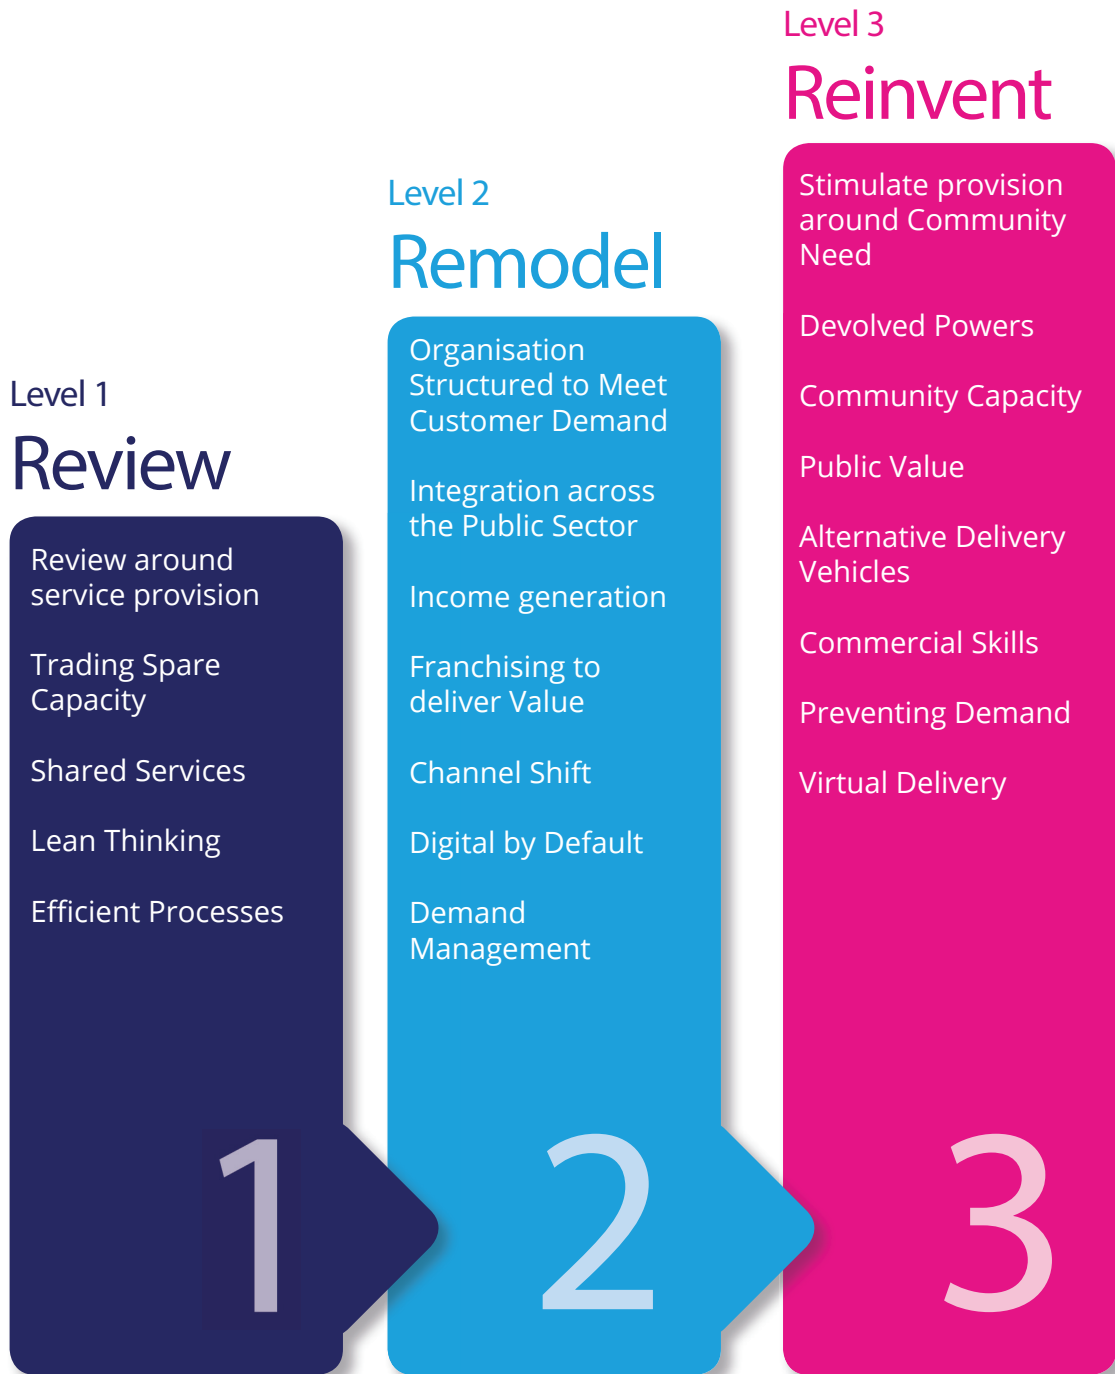 Level 1
Review
Review around
service provision
Trading Spare
Capacity
Shared Services
Lean Thinking
Efficient Processes
1
Level 2
Remodel
Organisation
Structured to Meet
Customer Demand
Integration across
the Public Sector
Income generation
Franchising to
deliver Value
Channel Shift
Digital by Default
Demand
Management
2
Level 3
Reinvent
Stimulate provision
around Community
Need
Devolved Powers
Community Capacity
Public Value
Alternative Delivery
Vehicles
Commercial Skills
Preventing Demand
Virtual Delivery
3